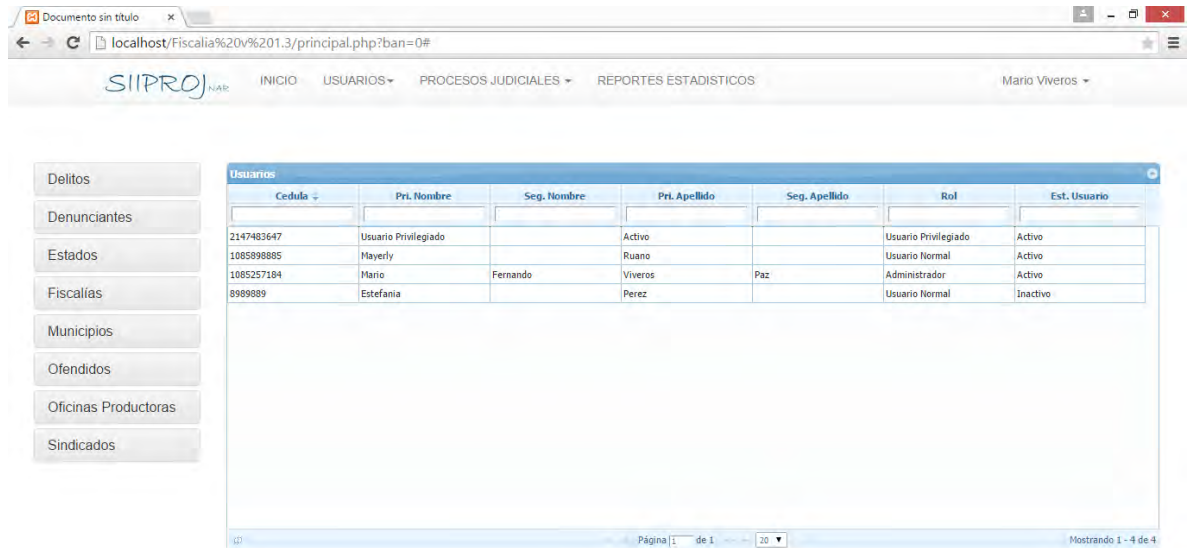 Documento sin título
localhost/Fiscalia%20v%201.3/principal.php?ban=0#
SIIPROJ NAR INICIO USUARIOS PROCESOS JUDICIALES REPORTES ESTADISTICOS Mario Viveros
Delitos
Denunciantes
Estados
Fiscalías
Municipios
Ofendidos
Oficinas Productoras
Sindicados
Usuarios
Cedula Pri. Nombre Seg. Nombre Pri. Apellido Seg. Apellido Rol Est. Usuario
2147483647 Usuario Privilegiado Activo Usuario Privilegiado Activo
1085898885 Mayerly Ruano Usuario Normal Activo
1085257184 Mario Fernando Viveros Paz Administrador Activo
8989889 Estefania Perez Usuario Normal Inactivo
Página 1 de 1 20 Mostrando 1 - 4 de 4